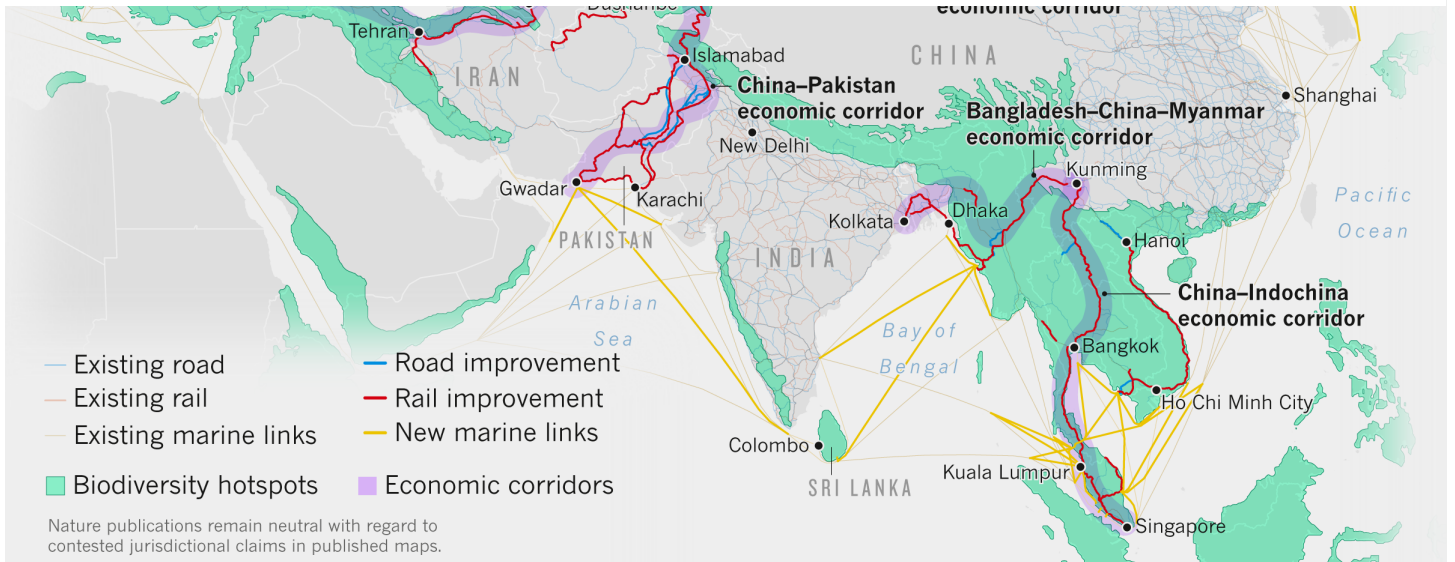 economic corridor
Dushanbe
Tehran
Islamabad
CHINA
IRAN
China–Pakistan
economic corridor
Shanghai
Bangladesh–China–Myanmar
economic corridor
New Delhi
Kunming
Gwadar
Karachi
Pacific
Ocean
Kolkata
Dhaka
PAKISTAN
Hanoi
INDIA
Arabian
Sea
China–Indochina
economic corridor
Bay of
Bengal
Bangkok
Existing road
Road improvement
Existing rail
Rail improvement
Ho Chi Minh City
Existing marine links
New marine links
Colombo
Kuala Lumpur
Biodiversity hotspots
Economic corridors
SRI LANKA
Nature publications remain neutral with regard to
contested jurisdictional claims in published maps.
Singapore